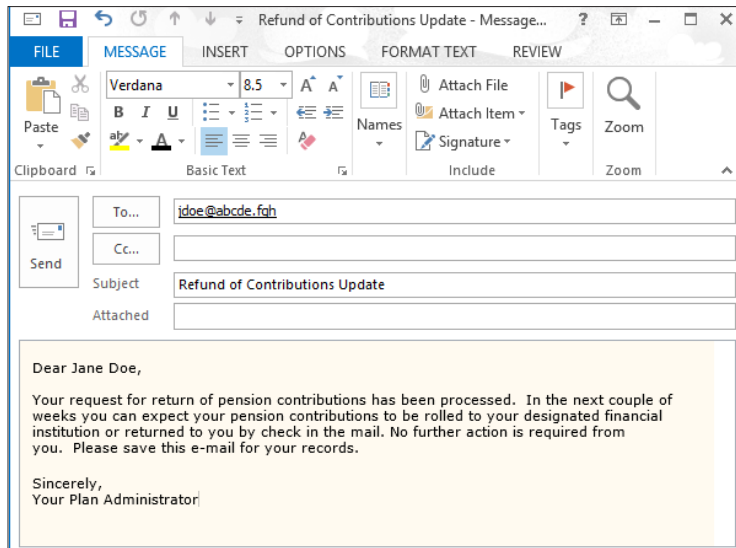 Refund of Contributions Update - Message...
?
FILE MESSAGE INSERT OPTIONS FORMAT TEXT REVIEW
Verdana 8.5 A A Attach File
B I U Attach Item
Paste Names Tags Zoom
aby A Signature
Clipboard Basic Text Include Zoom
To... jdoe@abcde.fgh
Cc...
Send
Subject Refund of Contributions Update
Attached
Dear Jane Doe,
Your request for return of pension contributions has been processed.  In the next couple of
weeks you can expect your pension contributions to be rolled to your designated financial
institution or returned to you by check in the mail. No further action is required from
you.  Please save this e-mail for your records.
Sincerely,
Your Plan Administrator